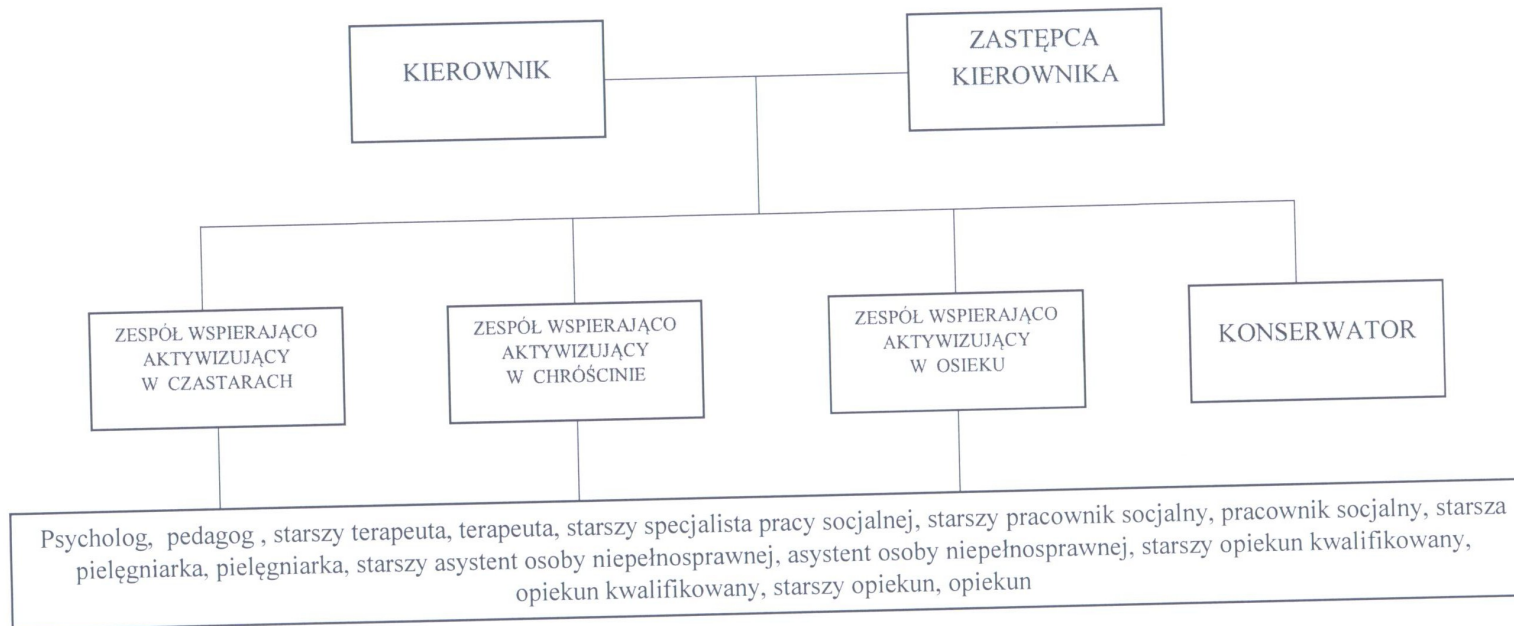 KIEROWNIK
ZASTĘPCA
KIEROWNIKA
ZESPÓŁ WSPIERAJĄCO
AKTYWIZUJĄCY
W CZASTARACH
ZESPÓŁ WSPIERAJĄCO
AKTYWIZUJĄCY
W CHRÓŚCINIE
ZESPÓŁ WSPIERAJĄCO
AKTYWIZUJĄCY
W OSIEKU
KONSERWATOR
Psycholog, pedagog , starszy terapeuta, terapeuta, starszy specjalista pracy socjalnej, starszy pracownik socjalny, pracownik socjalny, starsza
pielęgniarka, pielęgniarka, starszy asystent osoby niepełnosprawnej, asystent osoby niepełnosprawnej, starszy opiekun kwalifikowany,
opiekun kwalifikowany, starszy opiekun, opiekun